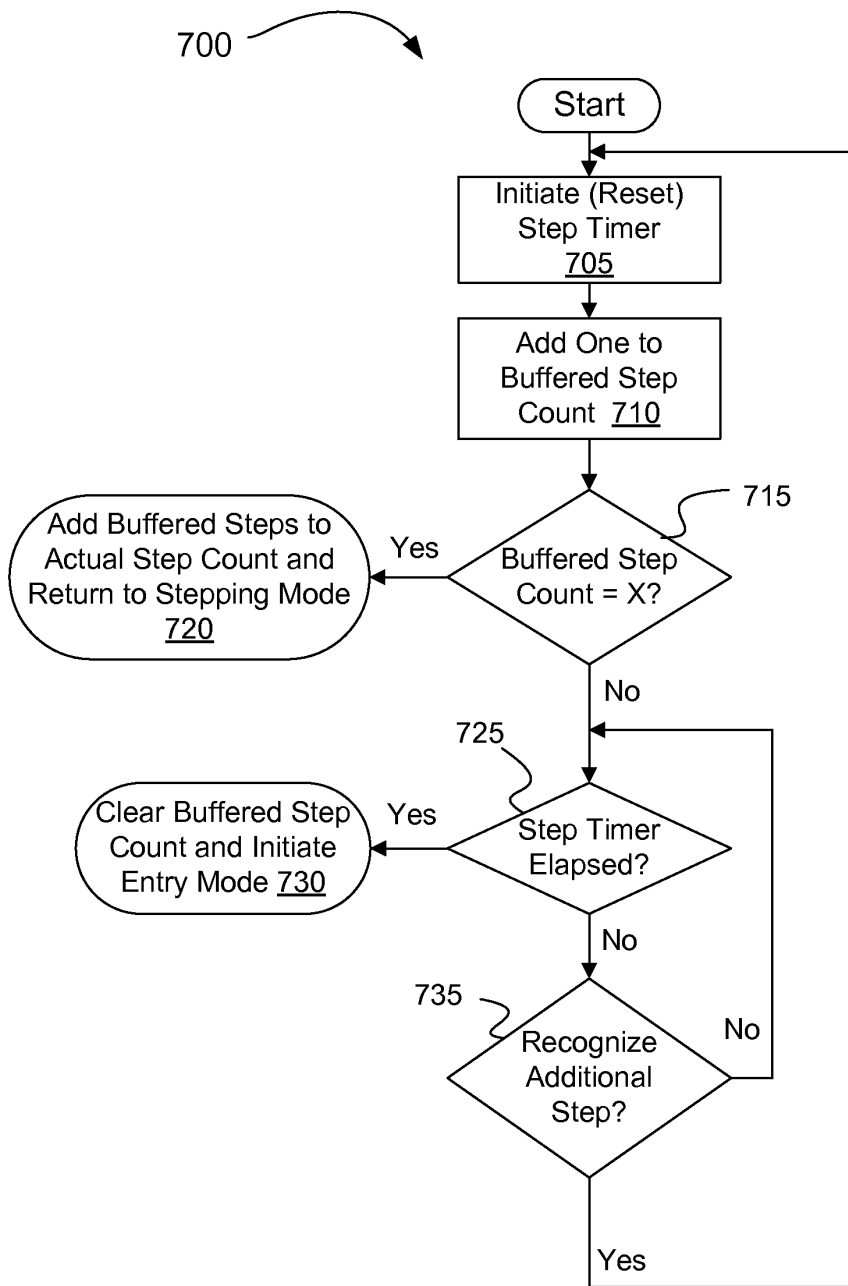 700
Start
Initiate (Reset)
Step Timer
705
Add One to
Buffered Step
Count 710
715
Buffered Step
Count = X?
Yes
Add Buffered Steps to
Actual Step Count and
Return to Stepping Mode
720
No
725
Step Timer
Elapsed?
Yes
Clear Buffered Step
Count and Initiate
Entry Mode 730
No
735
Recognize
Additional
Step?
No
Yes